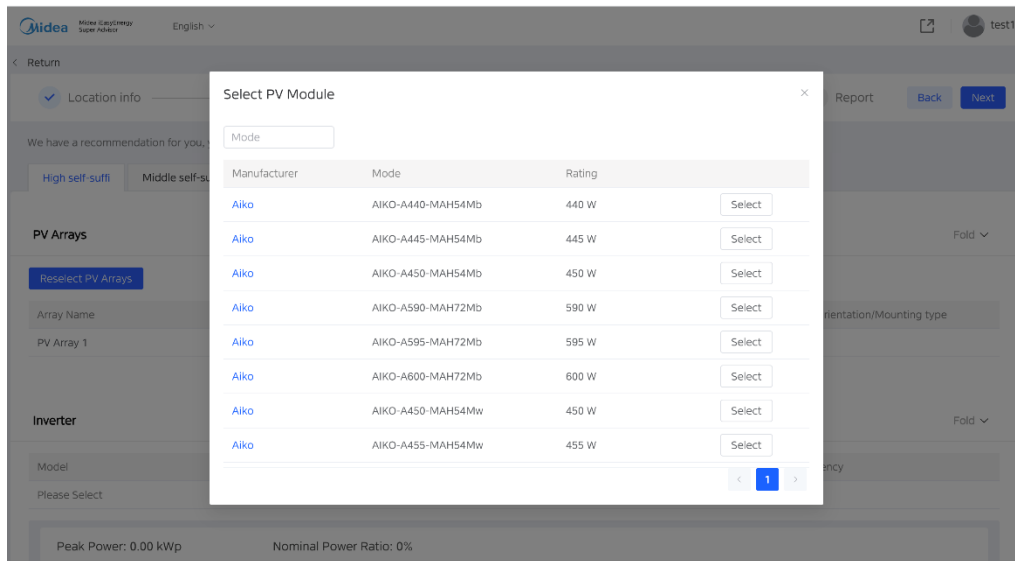 Midea Midea iEasyEnergy Super Advisor English test1
Return
Location info Report Back Next
We have a recommendation for you,
High self-suffi Middle self-su
PV Arrays Fold
Reselect PV Arrays
Array Name rientation/Mounting type
PV Array 1
Inverter Fold
Model ency
Please Select
Peak Power: 0.00 kWp Nominal Power Ratio: 0%
Select PV Module
Mode
Manufacturer Mode Rating
Aiko AIKO-A440-MAH54Mb 440 W Select
Aiko AIKO-A445-MAH54Mb 445 W Select
Aiko AIKO-A450-MAH54Mb 450 W Select
Aiko AIKO-A590-MAH72Mb 590 W Select
Aiko AIKO-A595-MAH72Mb 595 W Select
Aiko AIKO-A600-MAH72Mb 600 W Select
Aiko AIKO-A450-MAH54Mw 450 W Select
Aiko AIKO-A455-MAH54Mw 455 W Select
1